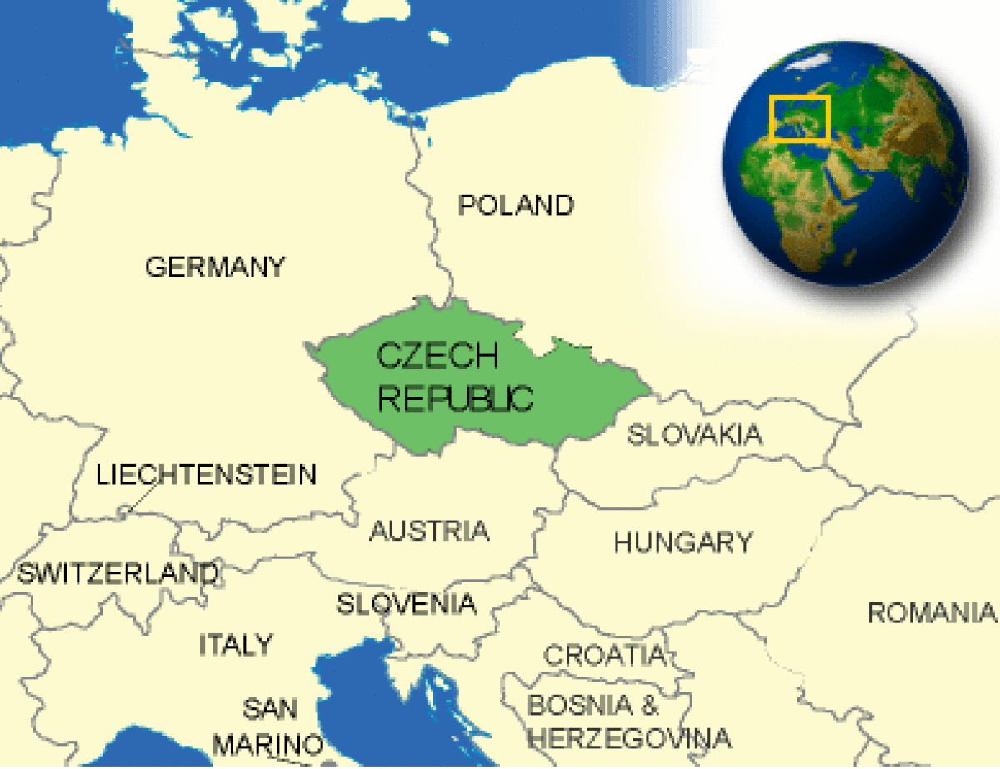 POLAND
GERMANY
CZECH
REPUBLIC
SLOVAKIA
LIECHTENSTEIN
AUSTRIA
HUNGARY
SWITZERLAND
SLOVENIA
ROMANIA
ITALY
CROATIA
SAN
MARINO
BOSNIA &
HERZEGOVINA